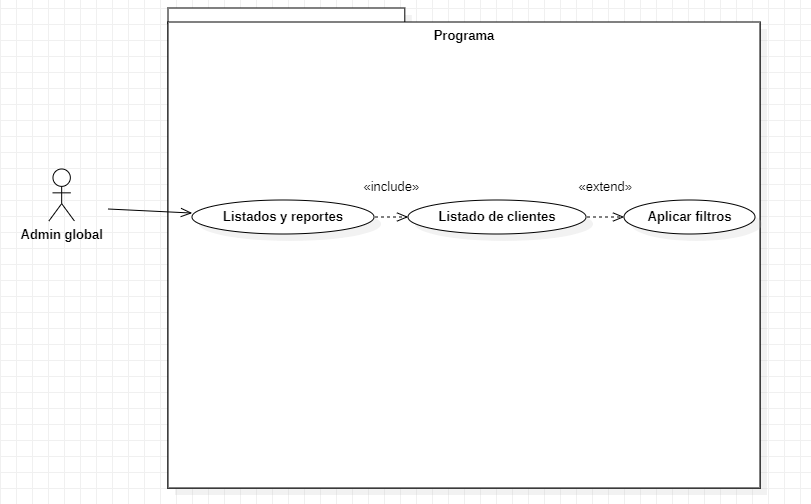 Programa
«include»
«extend»
Listados y reportes
Listado de clientes
Aplicar filtros
Admin global